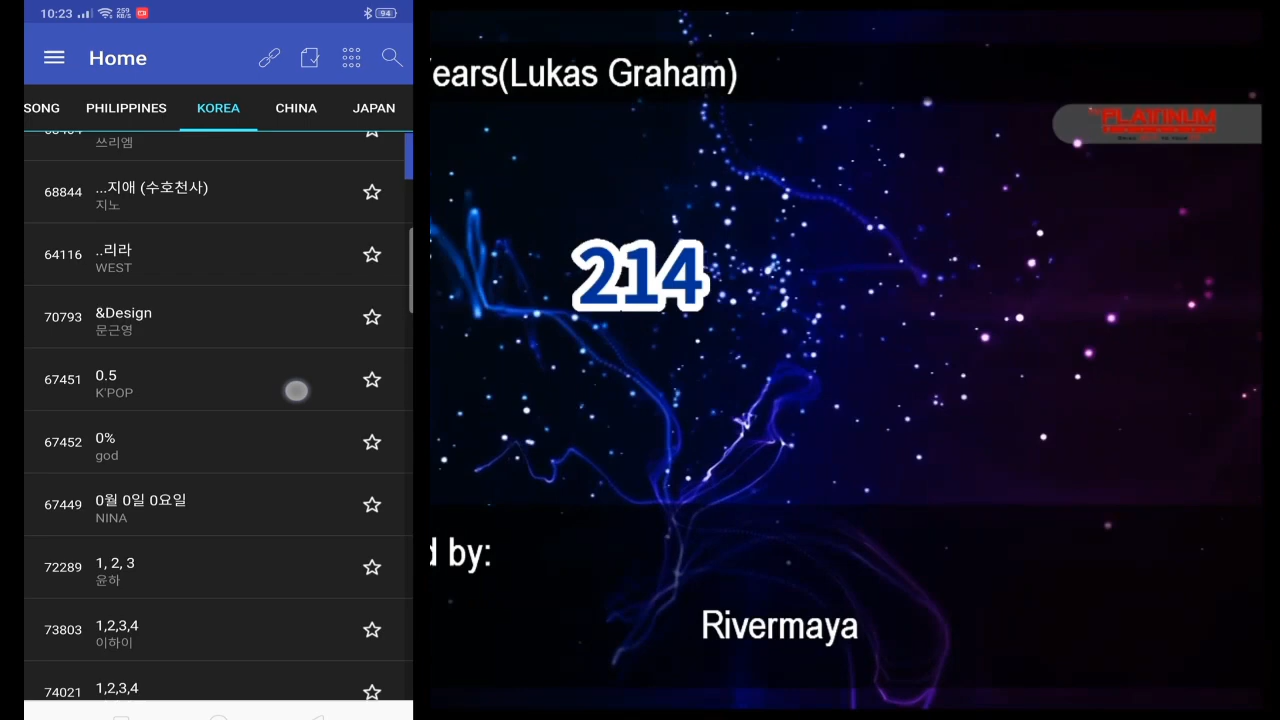 10:23
259
KB/S
94
Home
SONG PHILIPPINES KOREA CHINA JAPAN
쓰리엠
68844 ...지애 (수호천사)
지노
64116 ..리라
WEST
70793 &Design
문근영
67451 0.5
K'POP
67452 0%
god
67449 0월 0일 0요일
NINA
72289 1, 2, 3
윤하
73803 1,2,3,4
이하이
74021 1,2,3,4
ears(Lukas Graham)
PLATINUM
214
d by:
Rivermaya